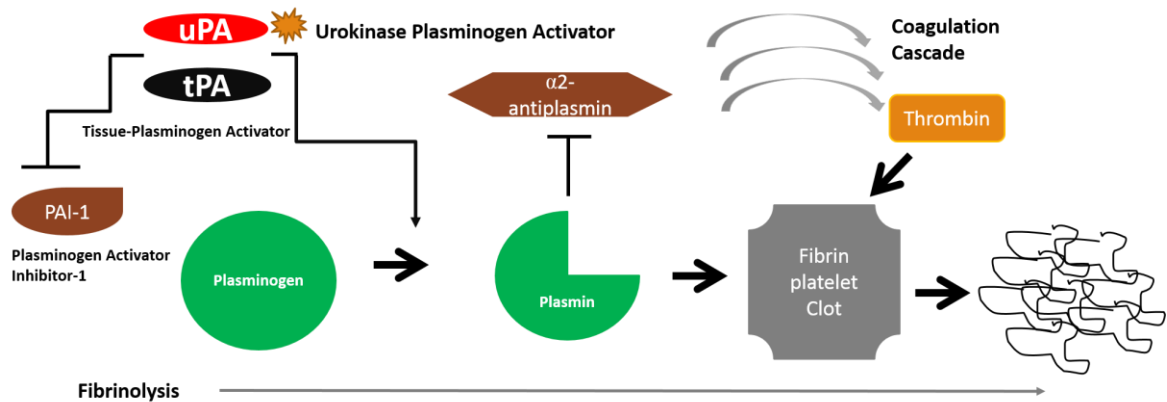 uPA
Urokinase Plasminogen Activator
tPA
Tissue-Plasminogen Activator
α2-
antiplasmin
Coagulation
Cascade
Thrombin
PAI-1
Plasminogen Activator
Inhibitor-1
Plasminogen
Plasmin
Fibrin
platelet
Clot
Fibrinolysis